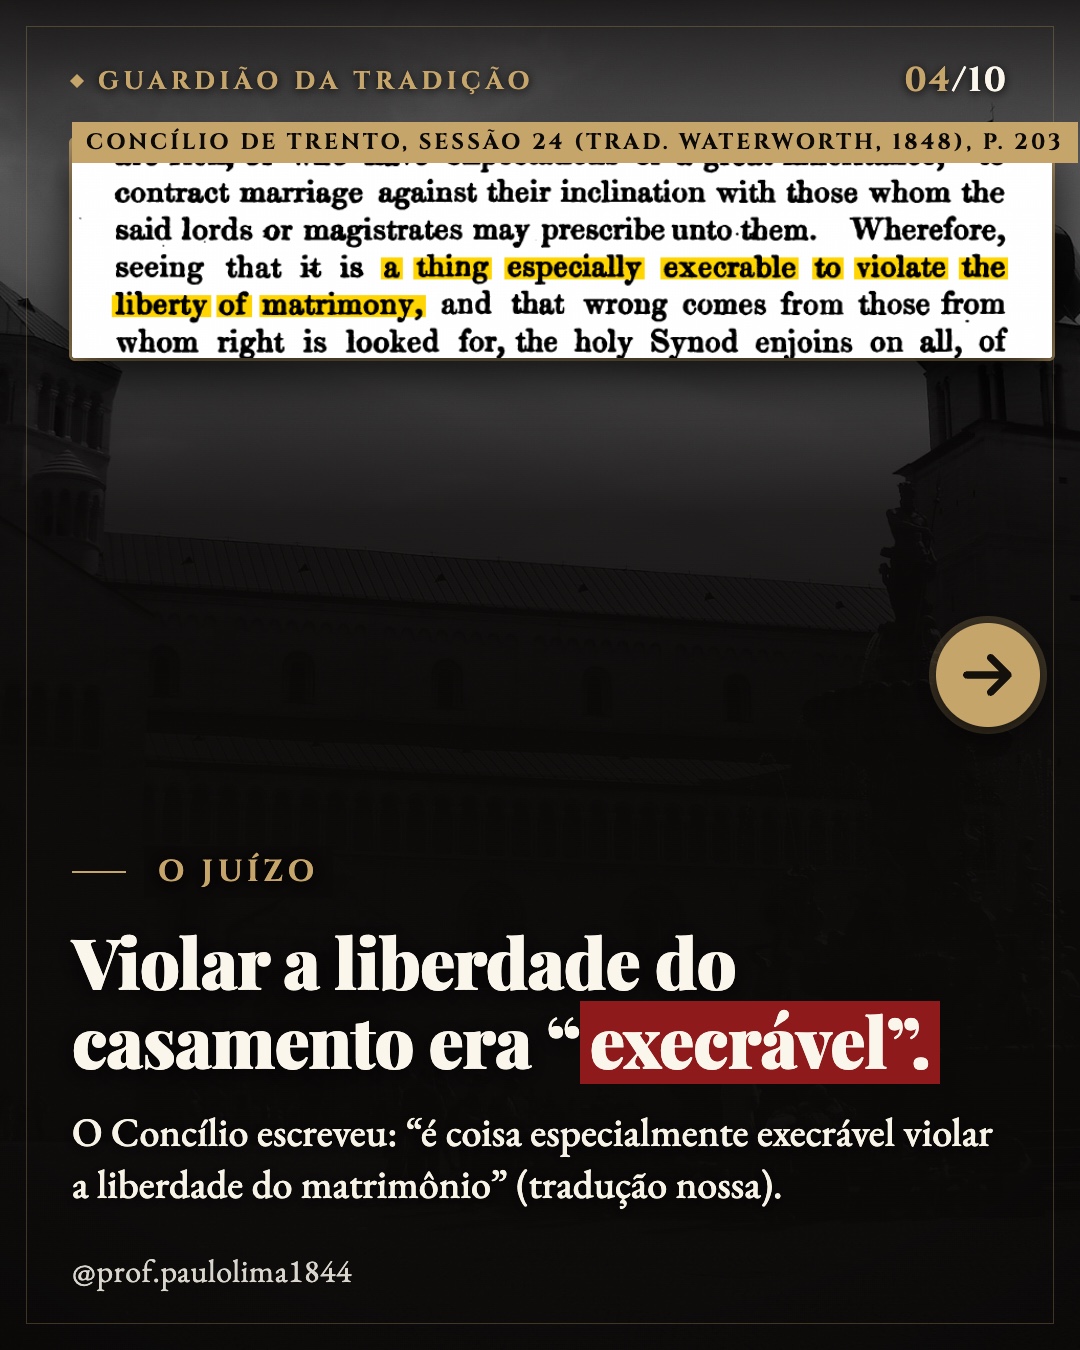 GUARDIÃO DA TRADIÇÃO
04/10
CONCÍLIO DE TRENTO, SESSÃO 24 (TRAD. WATERWORTH, 1848), P. 203
contract marriage against their inclination with those whom the
said lords or magistrates may prescribe unto them. Wherefore,
seeing that it is a thing especially execrable to violate the
liberty of matrimony, and that wrong comes from those from
whom right is looked for, the holy Synod enjoins on all, of
O JUÍZO
Violar a liberdade do
casamento era “execrável”.
O Concílio escreveu: “é coisa especialmente execrável violar
a liberdade do matrimônio” (tradução nossa).
@prof.paulolima1844